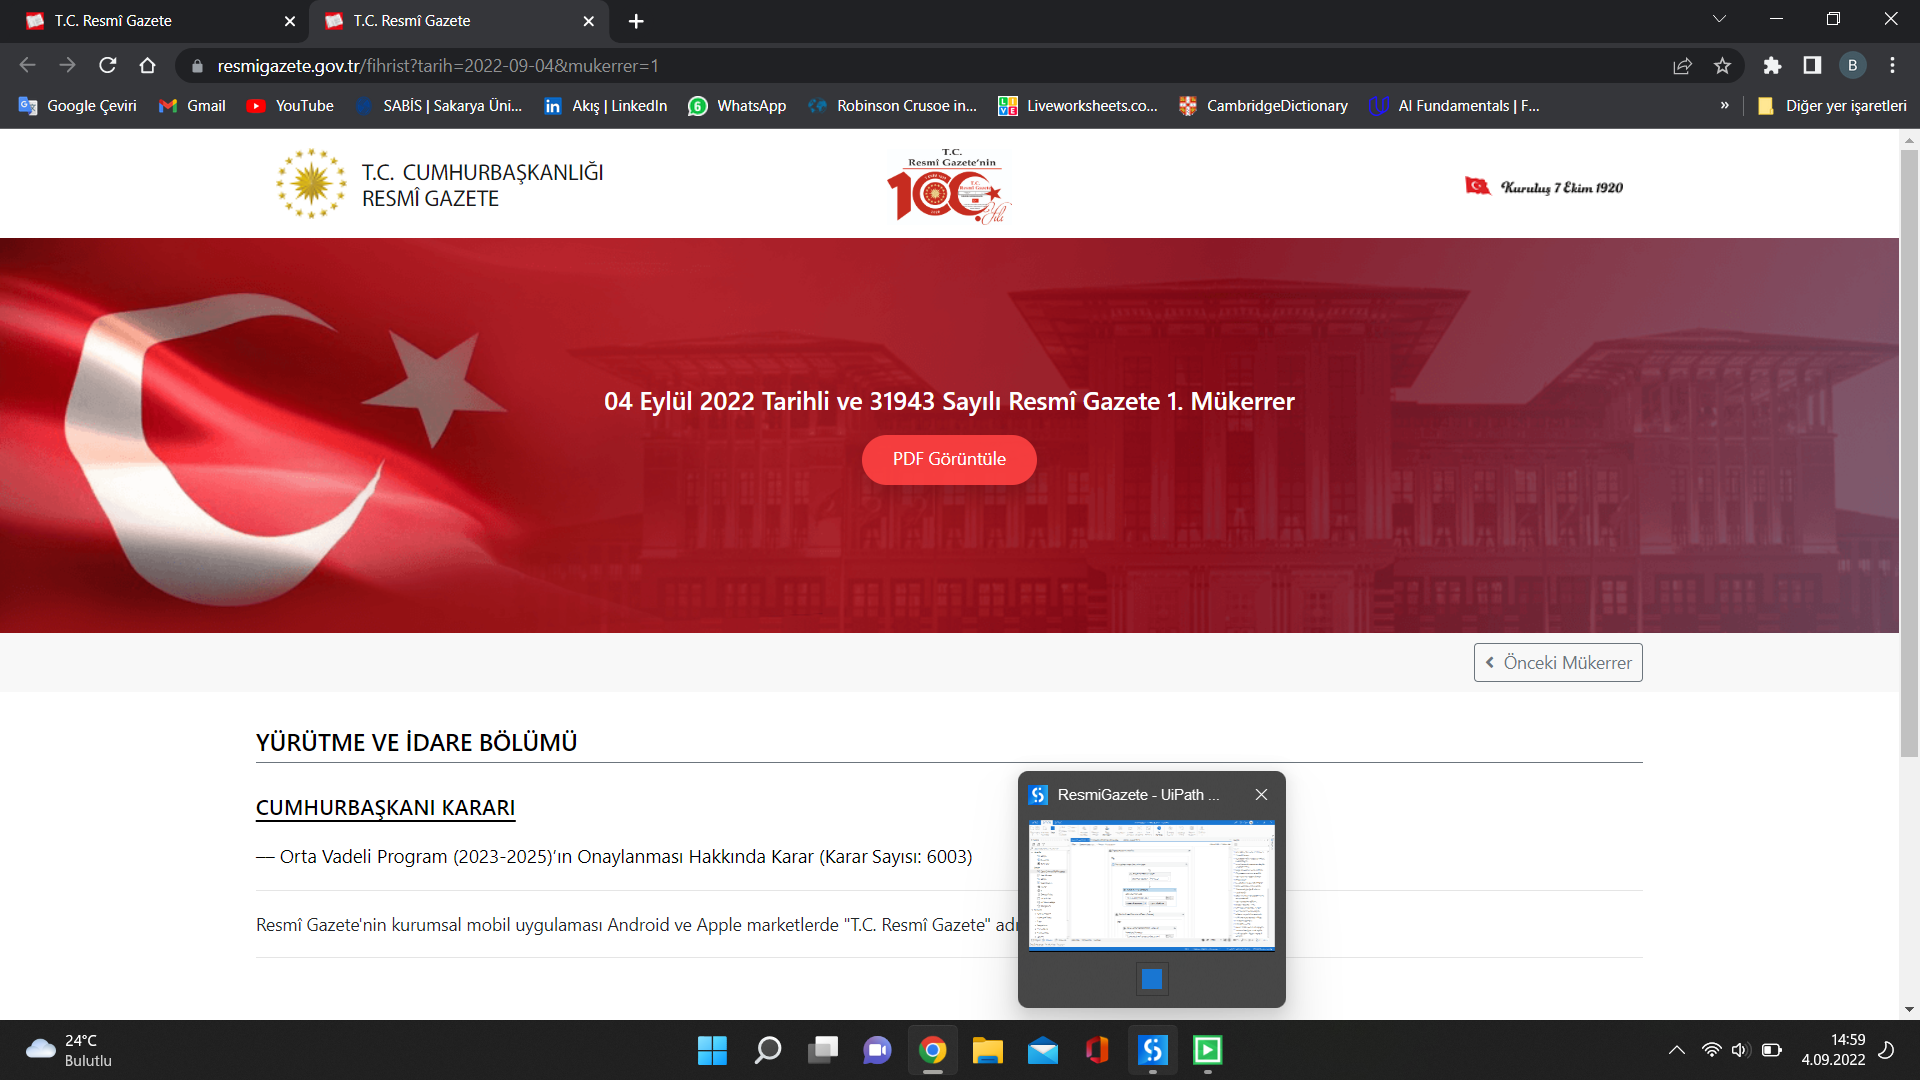 T.C. Resmî Gazete
T.C. Resmî Gazete
resmigazete.gov.tr/fihrist?tarih=2022-09-04&mukerrer=1
B
Google Çeviri
Gmail
YouTube
SABİS | Sakarya Üni...
Akış | LinkedIn
WhatsApp
Robinson Crusoe in...
Liveworksheets.co...
CambridgeDictionary
AI Fundamentals | F...
»
Diğer yer işaretleri
T.C. CUMHURBAŞKANLIĞI
RESMÎ GAZETE
T.C.
Resmî Gazete'nin
100.
Yılı
Kuruluş 7 Ekim 1920
04 Eylül 2022 Tarihli ve 31943 Sayılı Resmî Gazete 1. Mükerrer
PDF Görüntüle
Önceki Mükerrer
YÜRÜTME VE İDARE BÖLÜMÜ
CUMHURBAŞKANI KARARI
— Orta Vadeli Program (2023-2025)’ın Onaylanması Hakkında Karar (Karar Sayısı: 6003)
Resmî Gazete'nin kurumsal mobil uygulaması Android ve Apple marketlerde "T.C. Resmî Gazete"
ResmiGazete - UiPath ...
24°C
Bulutlu
14:59
4.09.2022